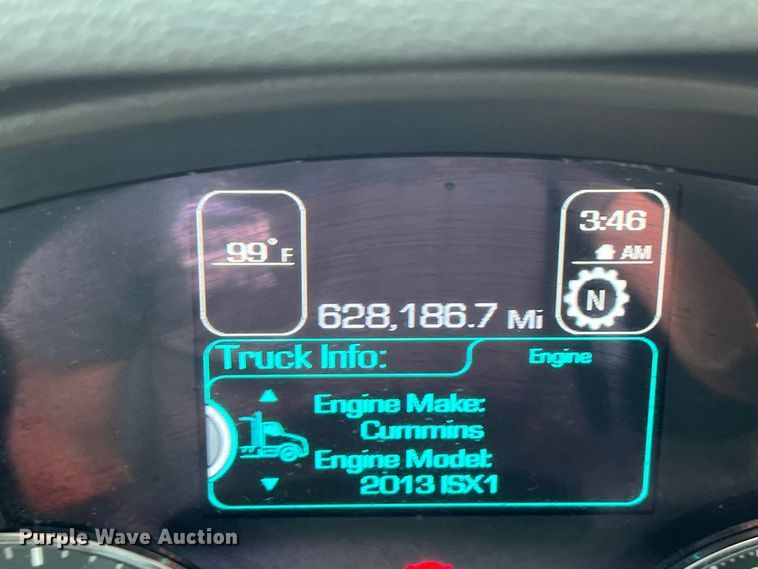 99° F
3:46
AM
N
628,186.7 Mi
Truck Info:
Engine
Engine Make:
Cummins
Engine Model:
2013 ISX1
Purple Wave Auction